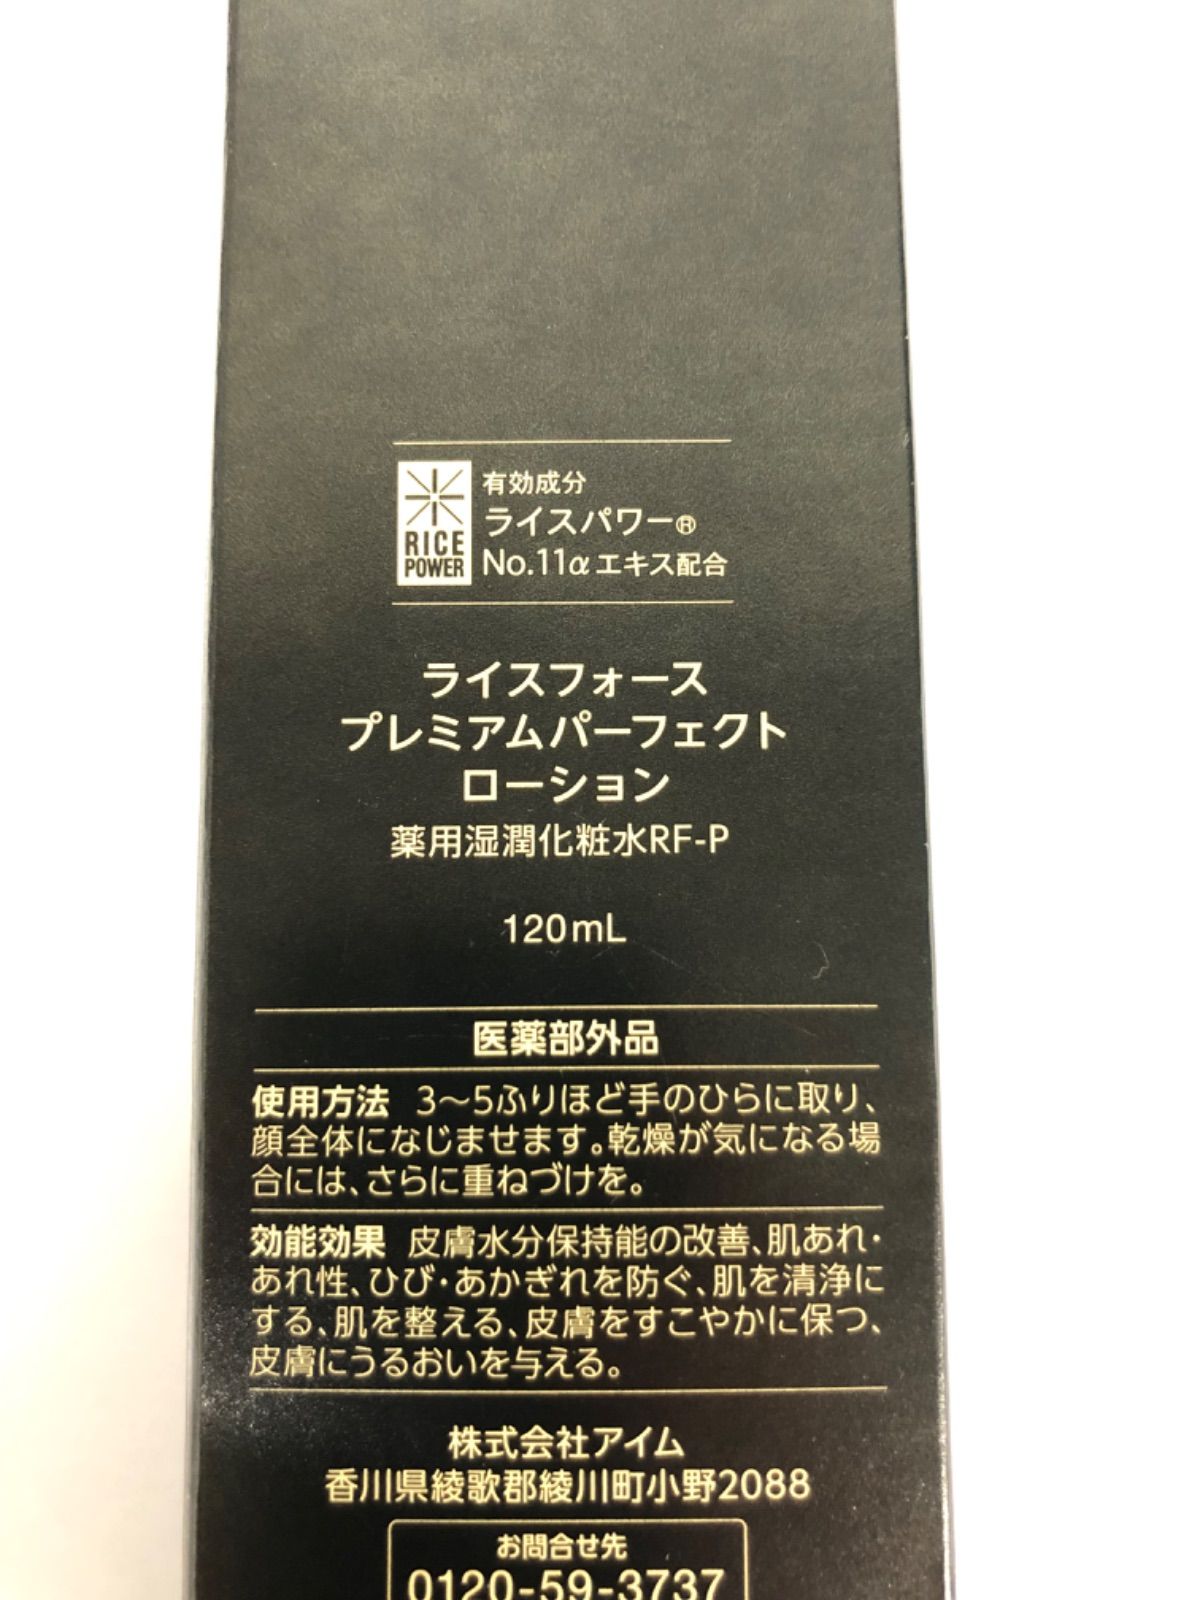 RICE
POWER
有効成分
ライスパワー®
No.11αエキス配合
ライスフォース
プレミアムパーフェクト
ローション
薬用湿潤化粧水RF-P
120mL
医薬部外品
使用方法 3〜5ふりほど手のひらに取り、
顔全体になじませます。乾燥が気になる場
合には、さらに重ねづけを。
効能効果 皮膚水分保持能の改善、肌あれ・
あれ性、ひび・あかぎれを防ぐ、肌を清浄に
する、肌を整える、皮膚をすこやかに保つ、
皮膚にうるおいを与える。
株式会社アイム
香川県綾歌郡綾川町小野2088
お問合せ先
0120-59-3737